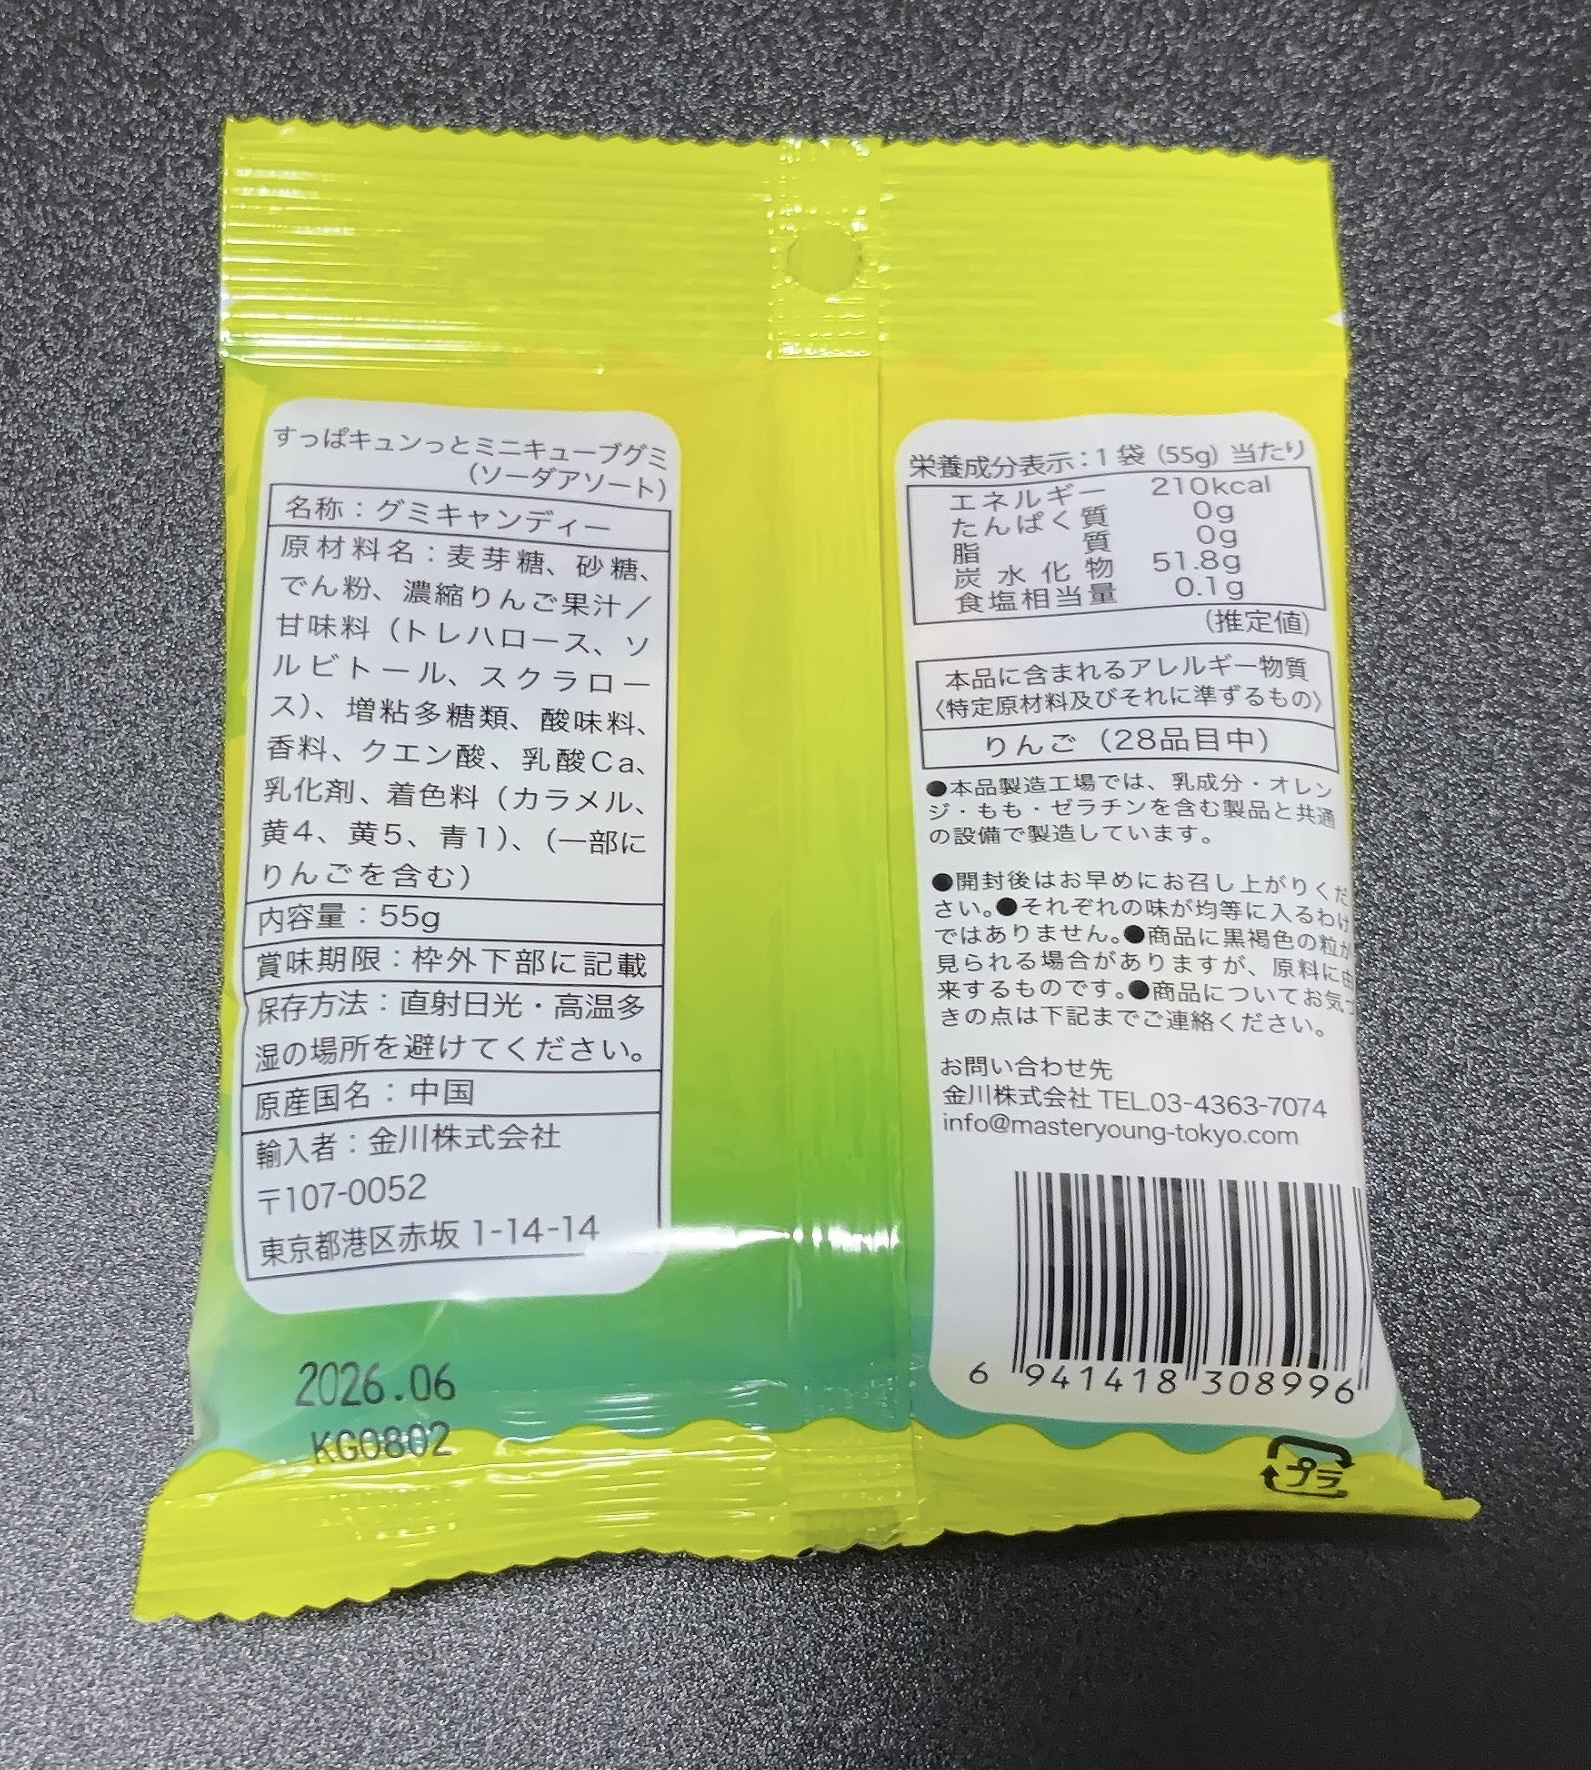 すっぱキュンっとミニキューブグミ
(ソーダアソート)
名称：グミキャンディー
原材料名：麦芽糖、砂糖、
でん粉、濃縮りんご果汁／
甘味料（トレハロース、ソ
ルビトール、スクラロー
ス）、増粘多糖類、酸味料、
香料、クエン酸、乳酸Ca、
乳化剤、着色料（カラメル、
黄4、黄5、青1）、（一部に
りんごを含む）
内容量：55g
賞味期限：枠外下部に記載
保存方法：直射日光・高温多
湿の場所を避けてください。
原産国名：中国
輸入者：金川株式会社
〒107-0052
東京都港区赤坂 1-14-14
2026.06
KG0802
栄養成分表示：1袋（55g）当たり
エネルギー 210kcal
たんぱく質 0g
脂質 0g
炭水化物 51.8g
食塩相当量 0.1g
（推定値）
本品に含まれるアレルギー物質
〈特定原材料及びそれに準ずるもの〉
りんご（28品目中）
●本品製造工場では、乳成分・オレン
ジ・もも・ゼラチンを含む製品と共通
の設備で製造しています。
●開封後はお早めにお召し上がりくだ
さい。●それぞれの味が均等に入るわけ
ではありません。●商品に黒褐色の粒が
見られる場合がありますが、原料に由
来するものです。●商品についてお気づ
きの点は下記までご連絡ください。
お問い合わせ先
金川株式会社 TEL.03-4363-7074
info@masteryoung-tokyo.com
6 941418 308996
プラ